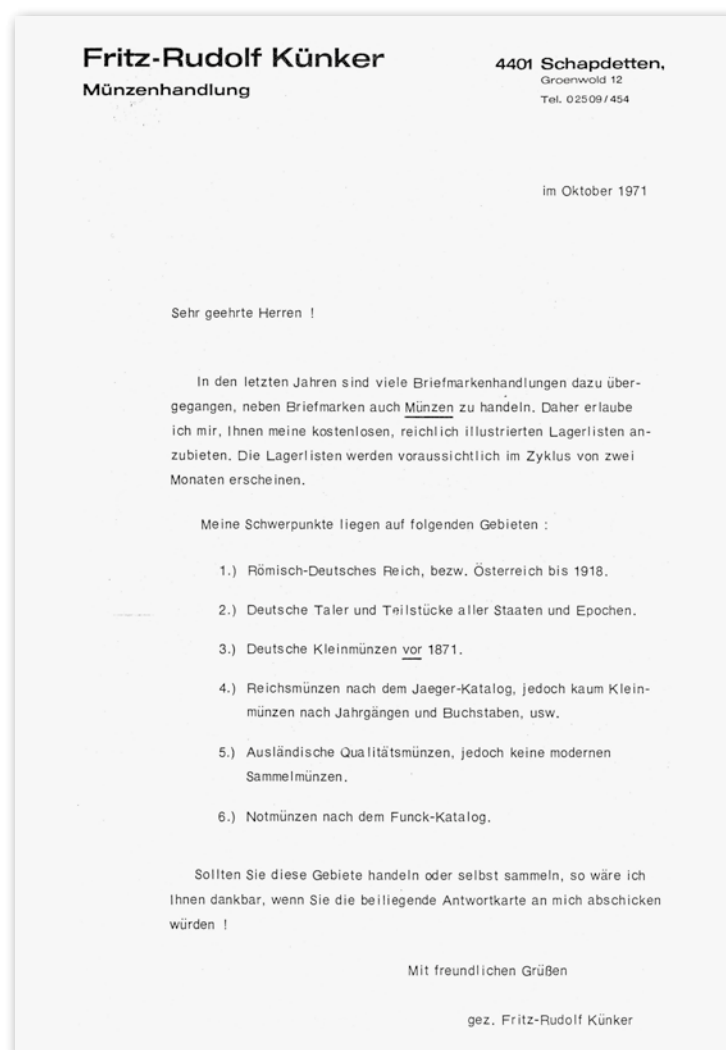 Fritz-Rudolf Künker
Münzenhandlung
4401 Schapdetten,
Groenwold 12
Tel. 02509/454
im Oktober 1971
Sehr geehrte Herren !
In den letzten Jahren sind viele Briefmarkenhandlungen dazu über-
gegangen, neben Briefmarken auch Münzen zu handeln. Daher erlaube
ich mir, Ihnen meine kostenlosen, reichlich illustrierten Lagerlisten an-
zubieten. Die Lagerlisten werden voraussichtlich im Zyklus von zwei
Monaten erscheinen.
Meine Schwerpunkte liegen auf folgenden Gebieten :
1.) Römisch-Deutsches Reich, bezw. Österreich bis 1918.
2.) Deutsche Taler und Teilstücke aller Staaten und Epochen.
3.) Deutsche Kleinmünzen vor 1871.
4.) Reichsmünzen nach dem Jaeger-Katalog, jedoch kaum Klein-
münzen nach Jahrgängen und Buchstaben, usw.
5.) Ausländische Qualitätsmünzen, jedoch keine modernen
Sammelmünzen.
6.) Notmünzen nach dem Funck-Katalog.
Sollten Sie diese Gebiete handeln oder selbst sammeln, so wäre ich
Ihnen dankbar, wenn Sie die beiliegende Antwortkarte an mich abschicken
würden !
Mit freundlichen Grüßen
gez. Fritz-Rudolf Künker